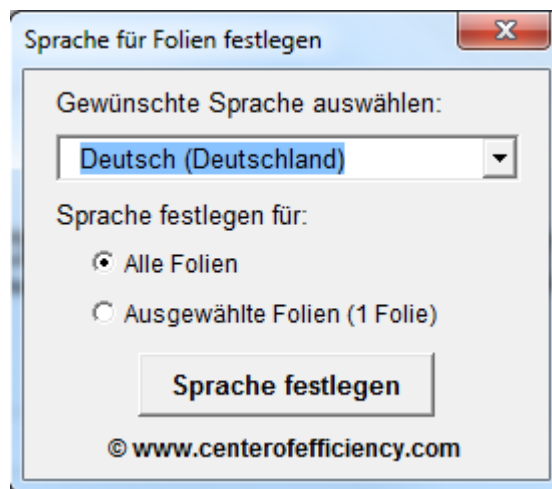 Sprache für Folien festlegen
Gewünschte Sprache auswählen:
Deutsch (Deutschland)
Sprache festlegen für:
Alle Folien
Ausgewählte Folien (1 Folie)
Sprache festlegen
© www.centerofefficiency.com